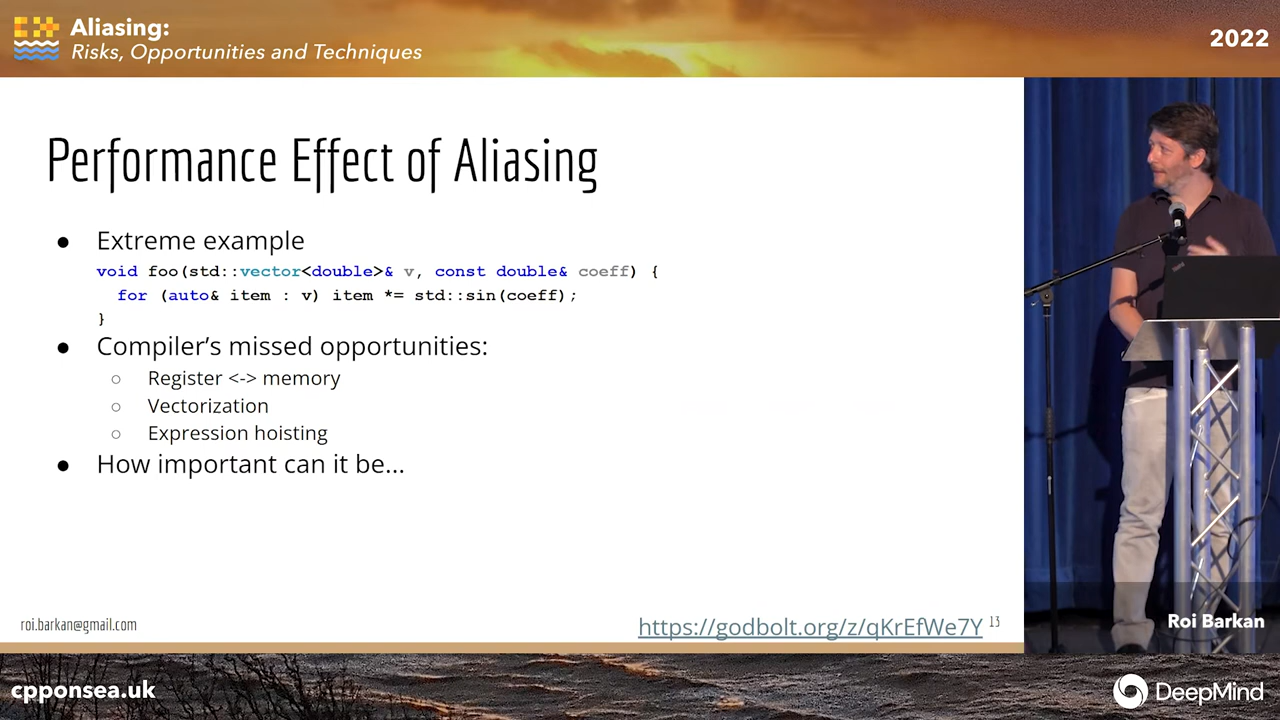 Aliasing:
Risks, Opportunities and Techniques
2022
Performance Effect of Aliasing
● Extreme example
void foo(std::vector<double>& v, const double& coeff) {
for (auto& item : v) item *= std::sin(coeff);
}
● Compiler's missed opportunities:
○ Register <-> memory
○ Vectorization
○ Expression hoisting
● How important can it be...
roi.barkan@gmail.com
https://godbolt.org/z/qKrEfWe7Y 13
Roi Barkan
cpponsea.uk
DeepMind